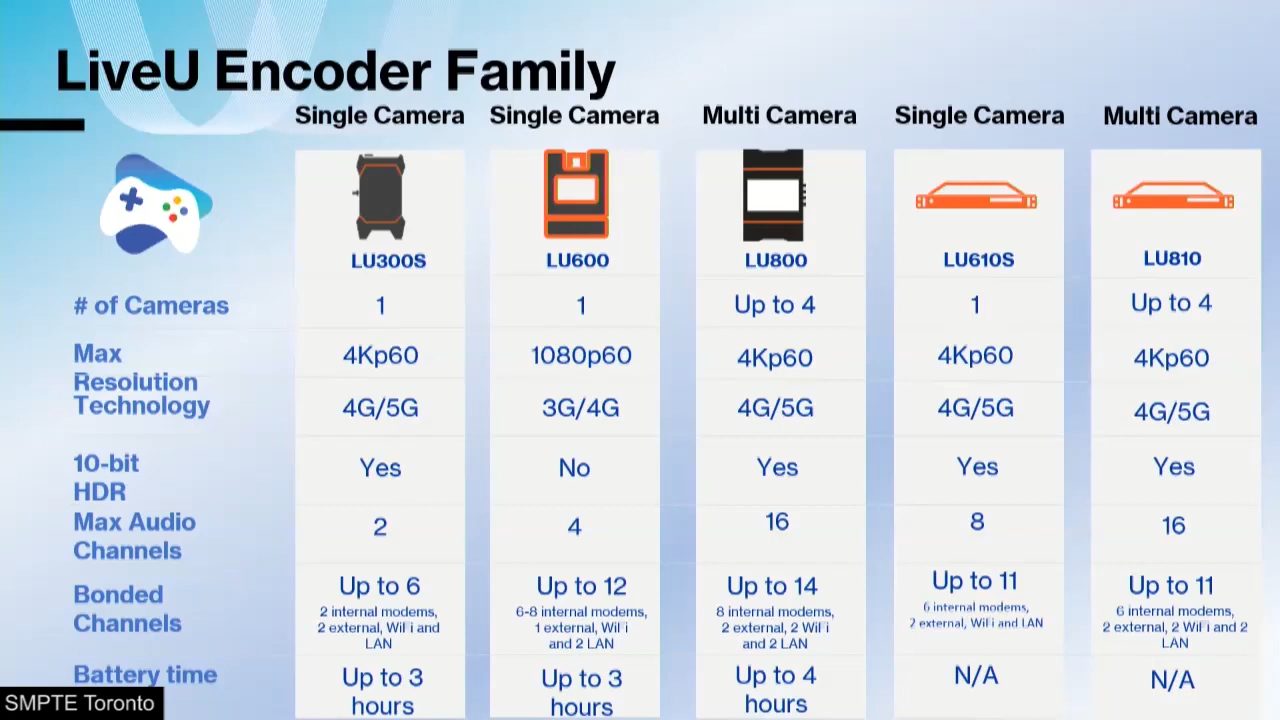 LiveU Encoder Family
Single Camera Single Camera Multi Camera Single Camera Multi Camera
LU300S LU600 LU800 LU610S LU810
# of Cameras 1 1 Up to 4 1 Up to 4
Max
Resolution 4Kp60 1080p60 4Kp60 4Kp60 4Kp60
Technology 4G/5G 3G/4G 4G/5G 4G/5G 4G/5G
10-bit
HDR Yes No Yes Yes Yes
Max Audio
Channels 2 4 16 8 16
Bonded
Channels
Up to 6
2 internal modems,
2 external, WiFi and
LAN
Up to 12
6-8 internal modems,
1 external, WiFi
and 2 LAN
Up to 14
8 internal modems,
2 external, 2 WiFi
and 2 LAN
Up to 11
6 internal modems,
2 external, WiFi and LAN
Up to 11
6 internal modems,
2 external, 2 WiFi and 2
LAN
Battery time
Up to 3
hours
Up to 3
hours
Up to 4
hours
N/A
N/A
SMPTE Toronto